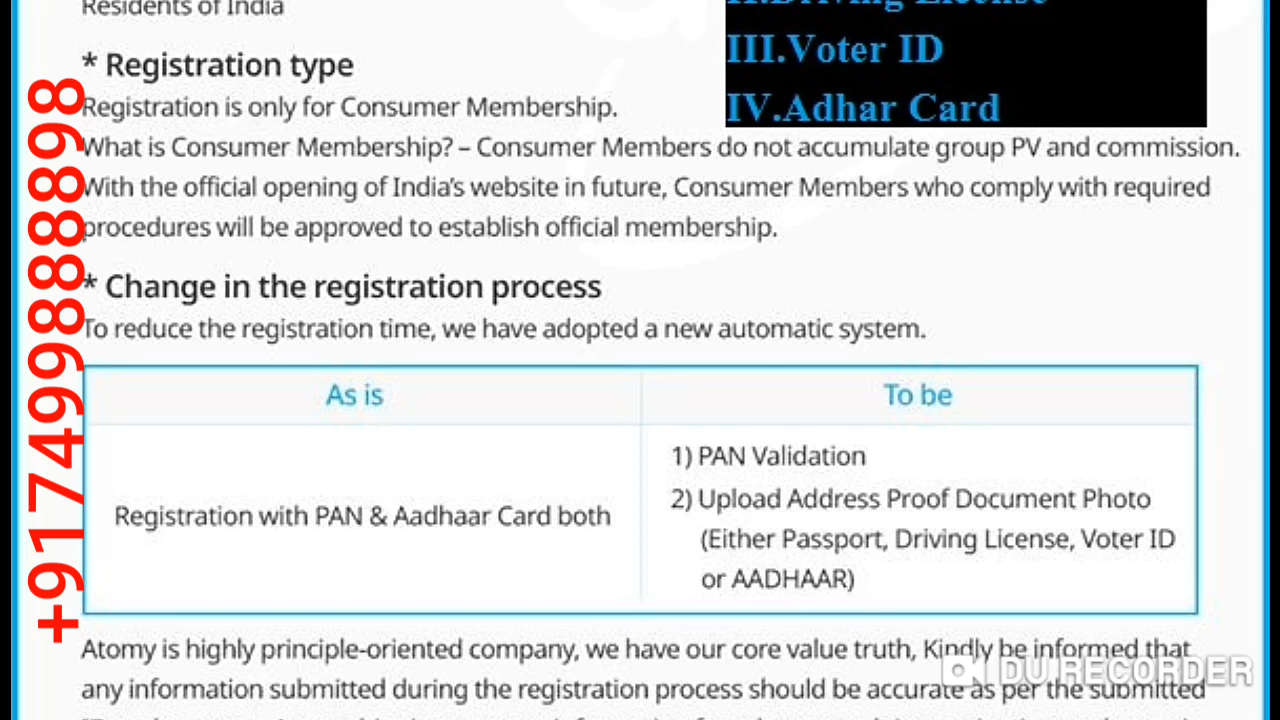 Residents of India
II.Driving License
* Registration type
III.Voter ID
Registration is only for Consumer Membership.
IV.Adhar Card
What is Consumer Membership? – Consumer Members do not accumulate group PV and commission.
With the official opening of India's website in future, Consumer Members who comply with required
procedures will be approved to establish official membership.
* Change in the registration process
To reduce the registration time, we have adopted a new automatic system.
As is
To be
Registration with PAN & Aadhaar Card both
1) PAN Validation
2) Upload Address Proof Document Photo
(Either Passport, Driving License, Voter ID
or AADHAAR)
Atomy is highly principle-oriented company, we have our core value truth, Kindly be informed that
any information submitted during the registration process should be accurate as per the submitted
+917499888898
DU RECORDER